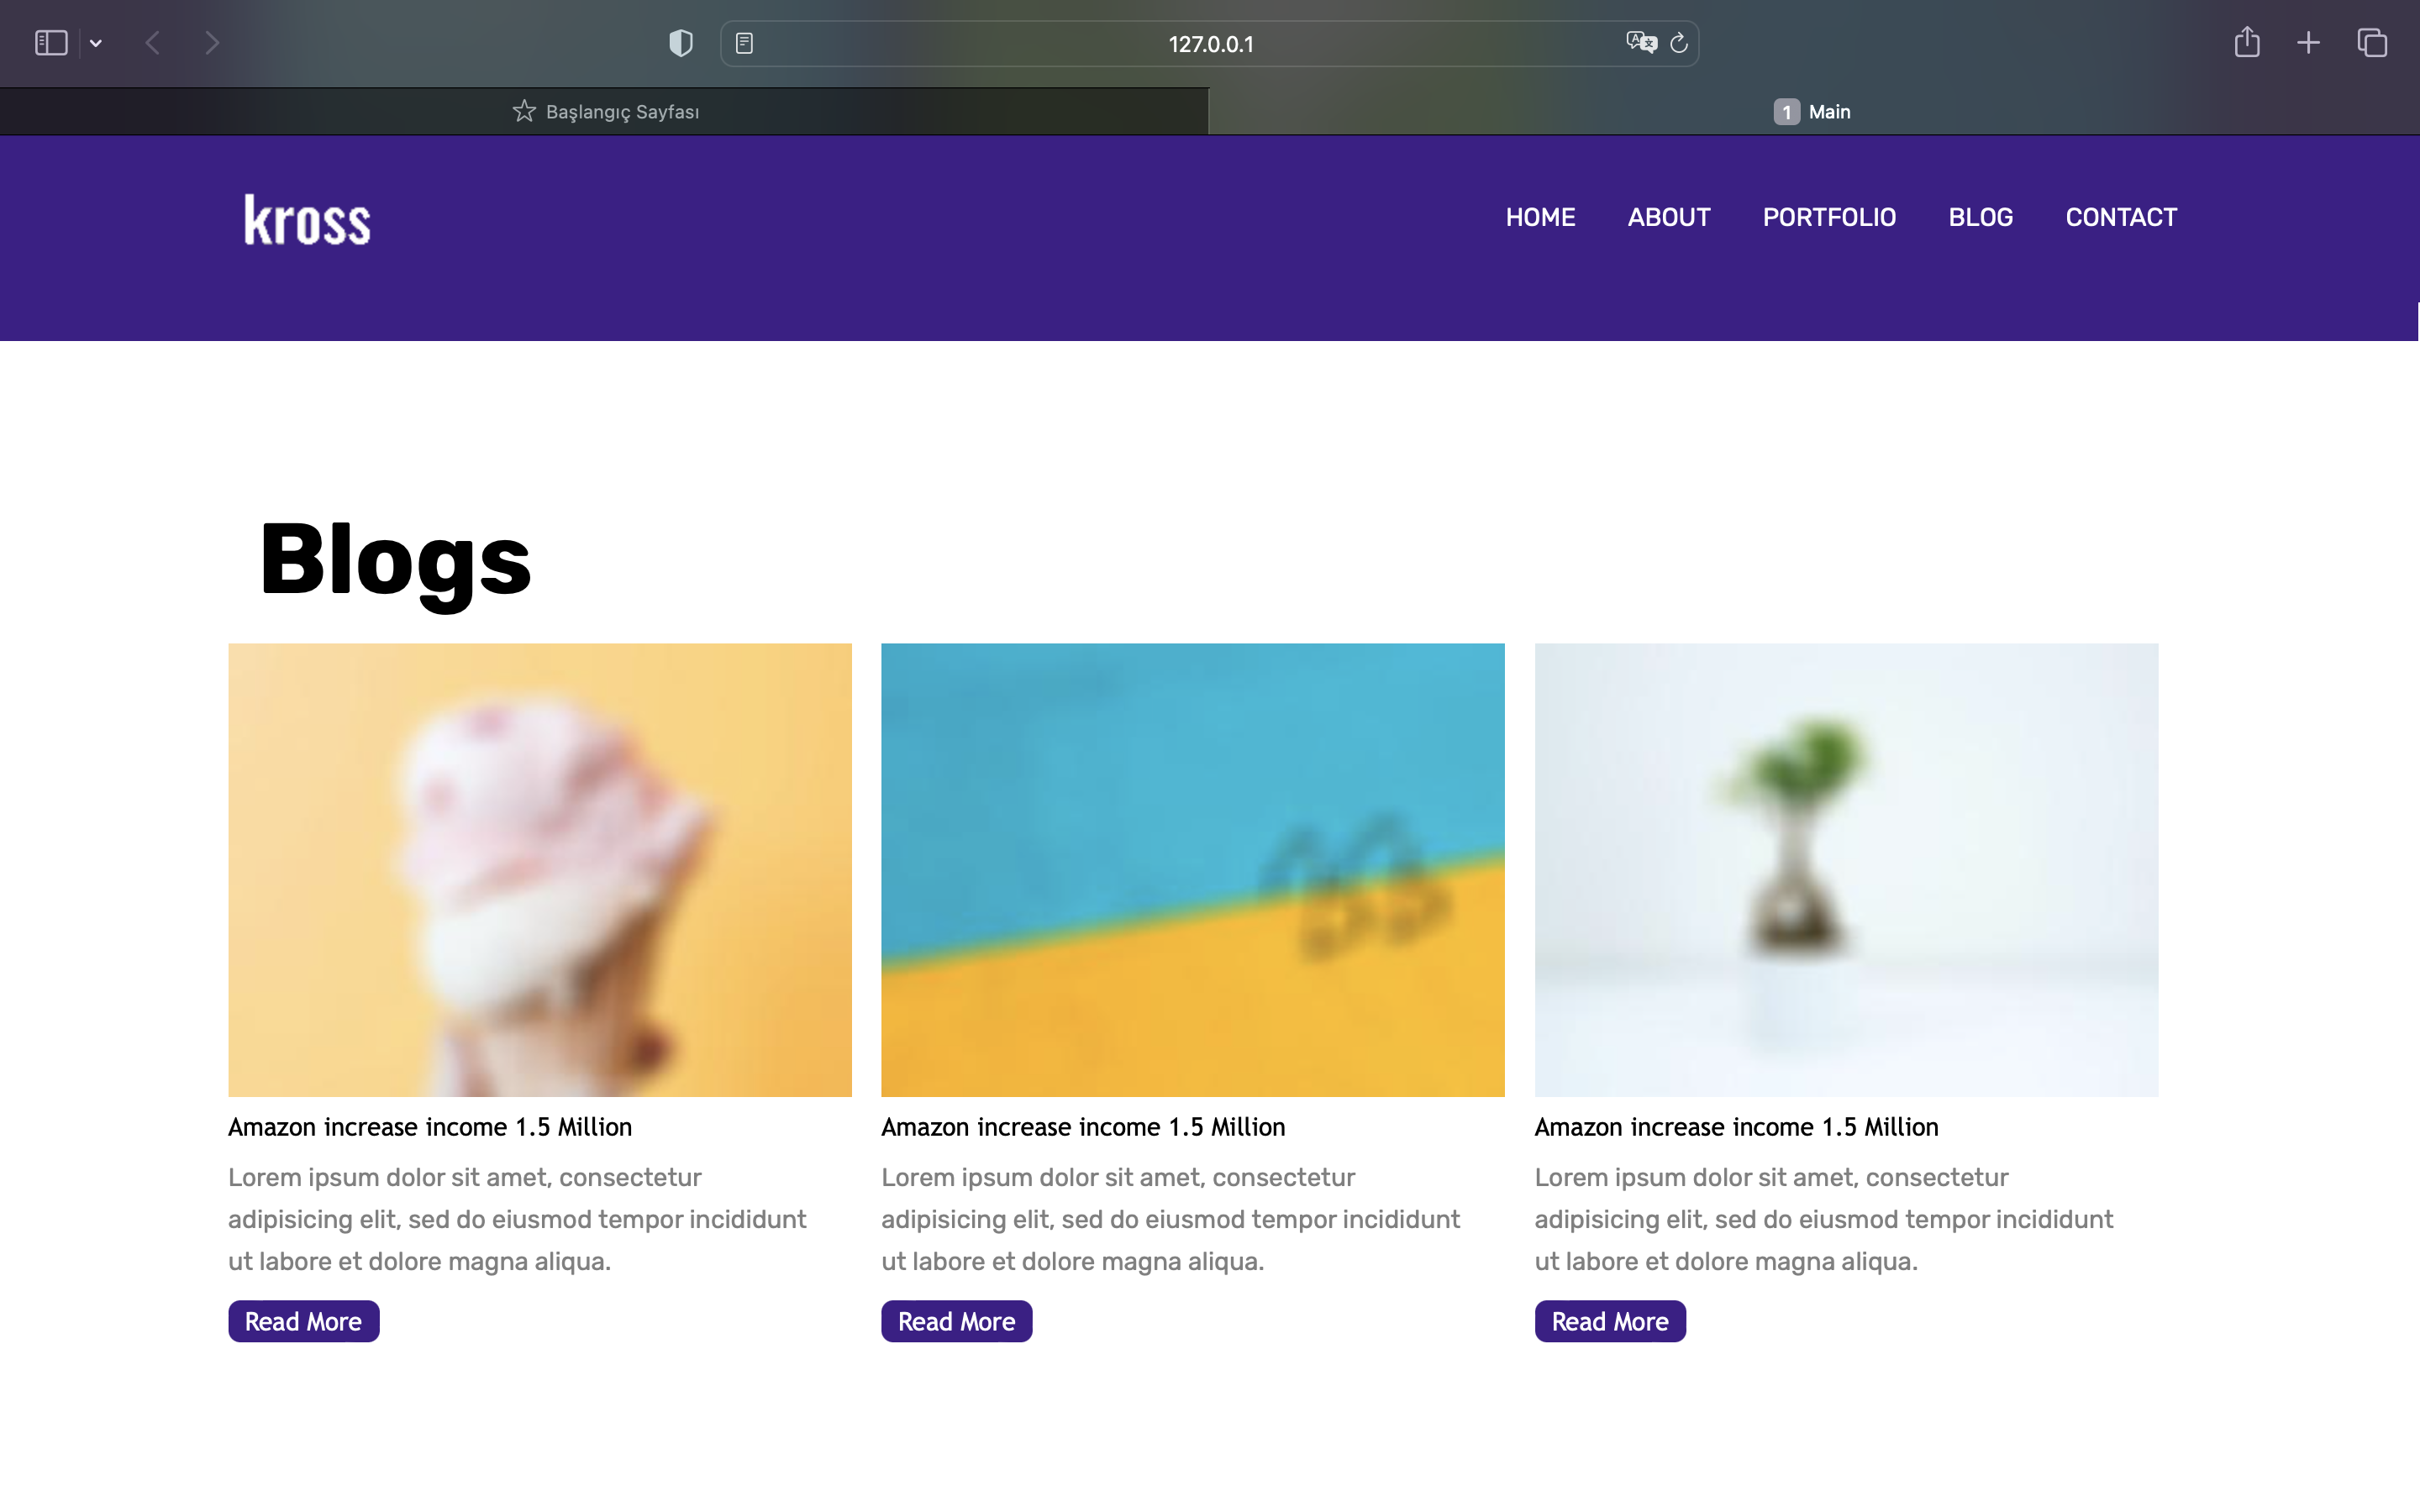 127.0.0.1
Başlangıç Sayfası
1 Main
kross
HOME ABOUT PORTFOLIO BLOG CONTACT
Blogs
Amazon increase income 1.5 Million
Lorem ipsum dolor sit amet, consectetur
adipisicing elit, sed do eiusmod tempor incididunt
ut labore et dolore magna aliqua.
Read More
Amazon increase income 1.5 Million
Lorem ipsum dolor sit amet, consectetur
adipisicing elit, sed do eiusmod tempor incididunt
ut labore et dolore magna aliqua.
Read More
Amazon increase income 1.5 Million
Lorem ipsum dolor sit amet, consectetur
adipisicing elit, sed do eiusmod tempor incididunt
ut labore et dolore magna aliqua.
Read More